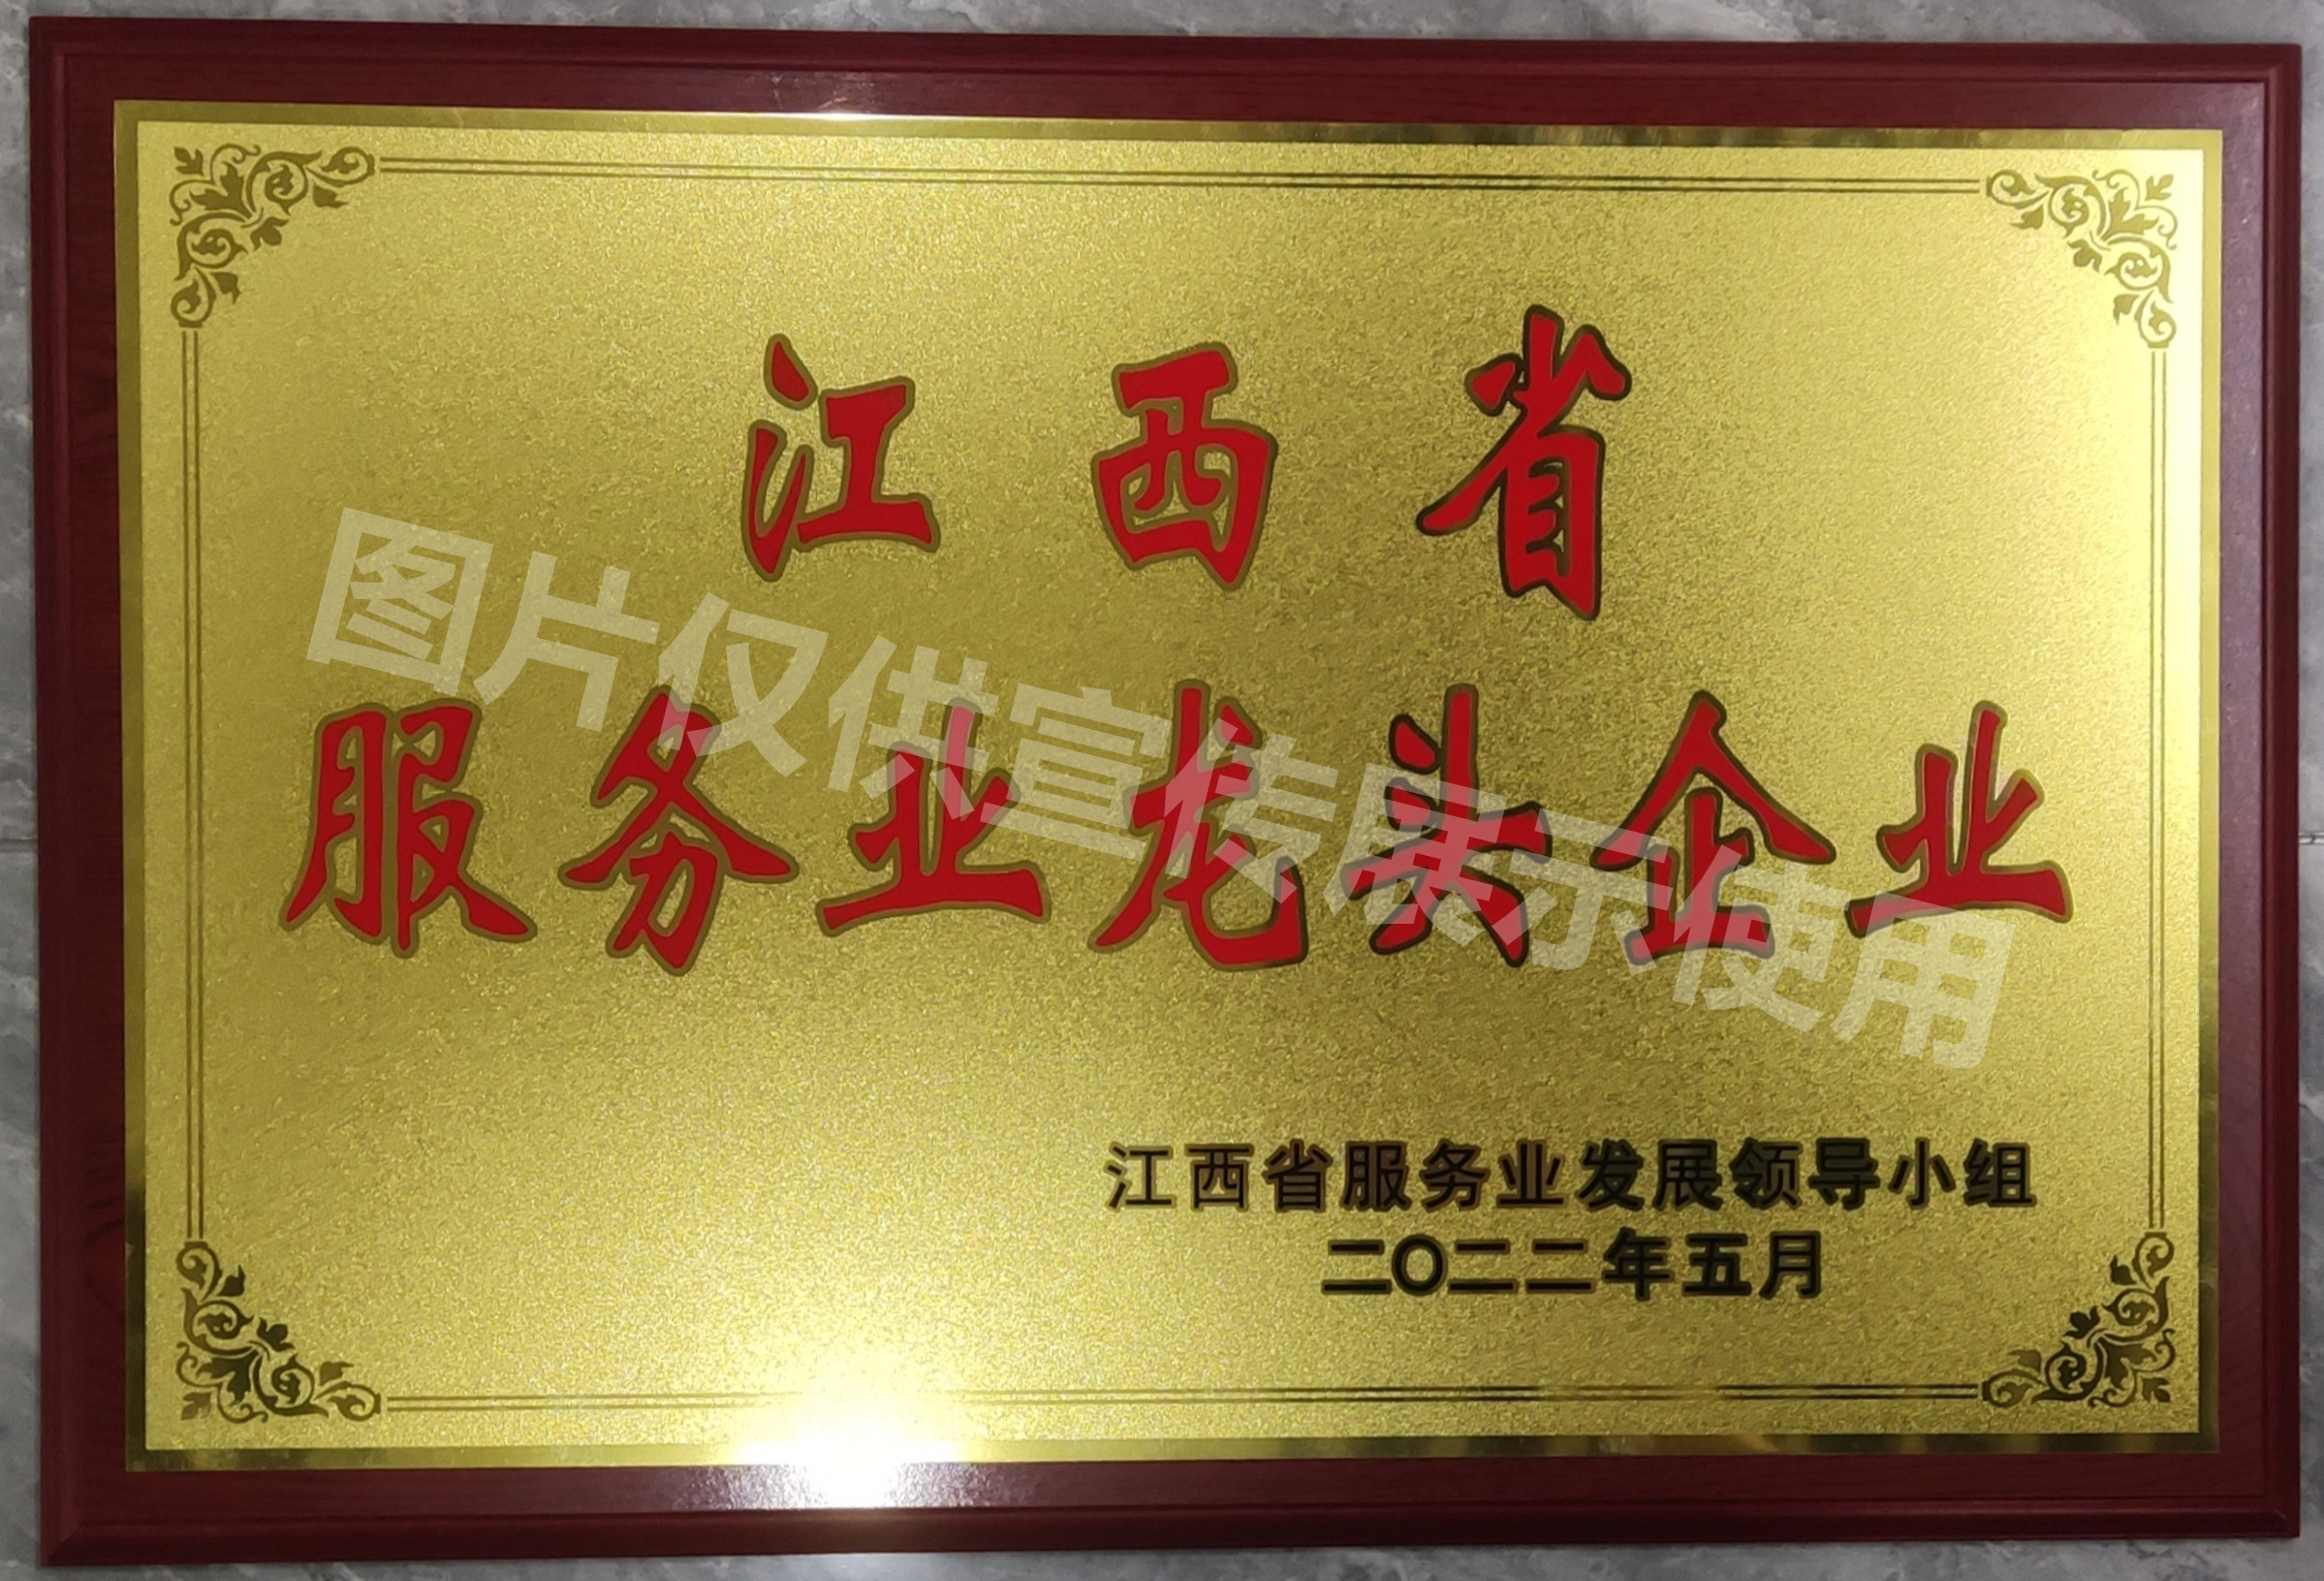 江西省
图片仅供宣传展示使用
服务业龙头企业
江西省服务业发展领导小组
二〇二二年五月